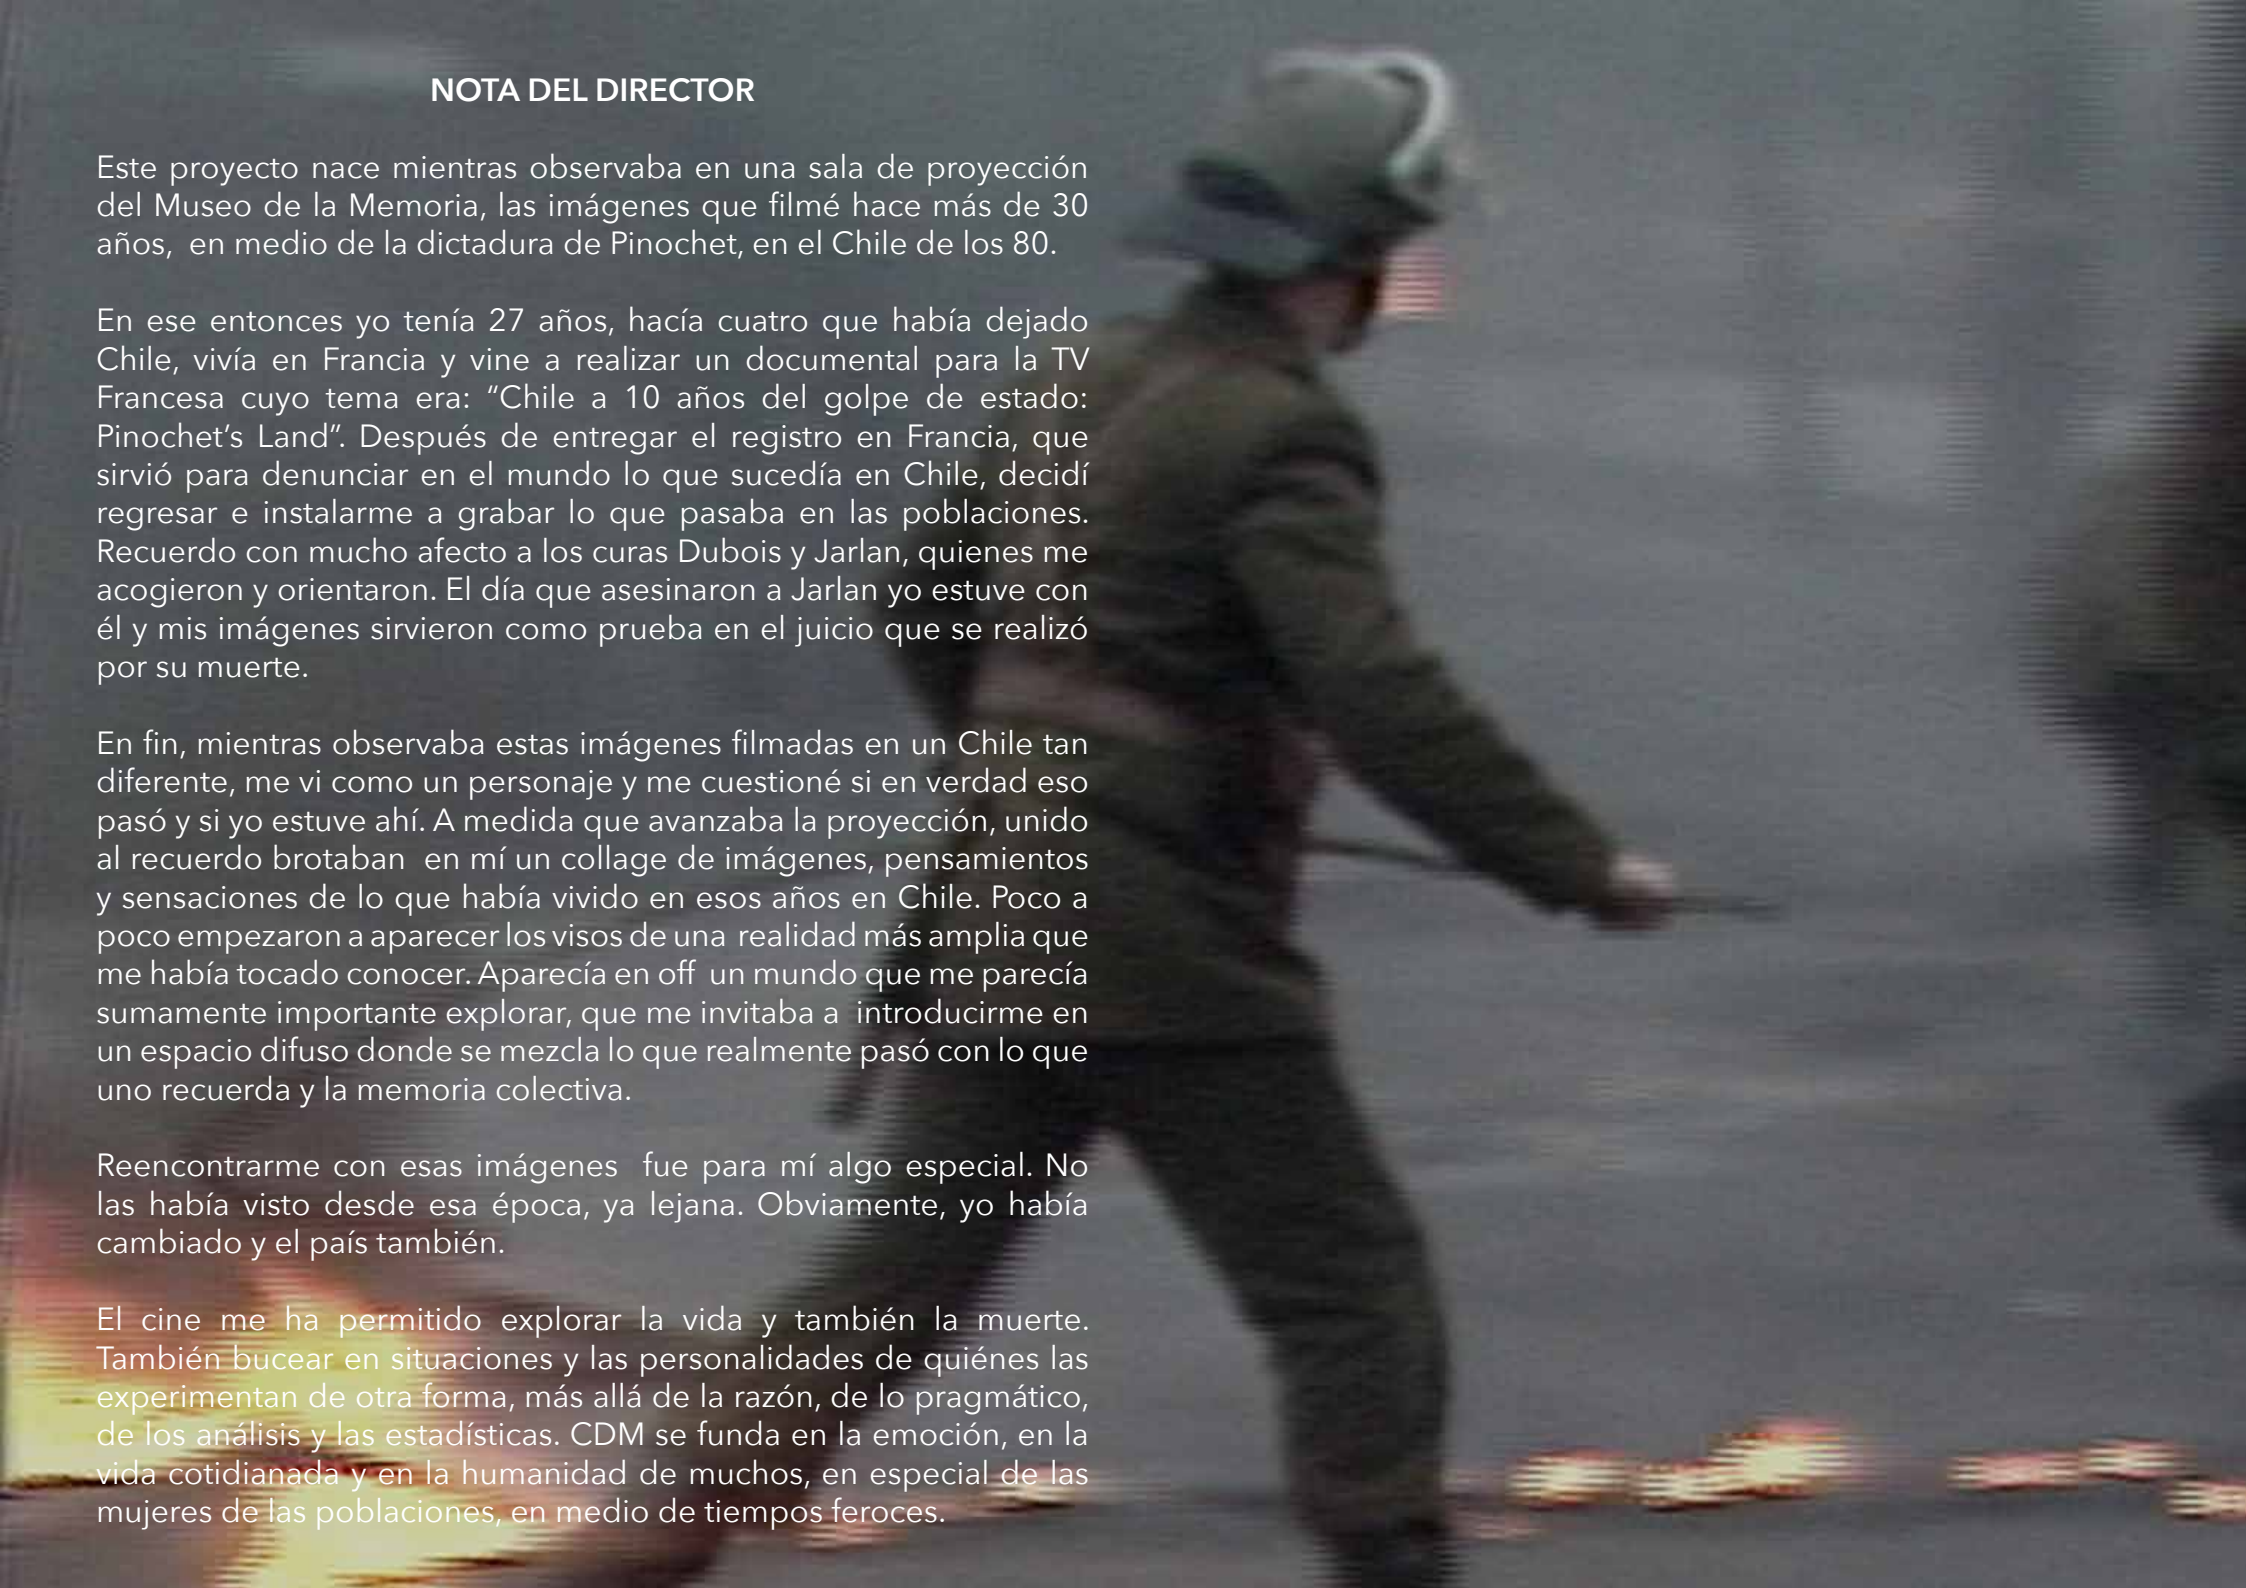 NOTA DEL DIRECTOR
Este proyecto nace mientras observaba en una sala de proyección
del Museo de la Memoria, las imágenes que filmé hace más de 30
años, en medio de la dictadura de Pinochet, en el Chile de los 80.
En ese entonces yo tenía 27 años, hacía cuatro que había dejado
Chile, vivía en Francia y vine a realizar un documental para la TV
Francesa cuyo tema era: “Chile a 10 años del golpe de estado:
Pinochet’s Land”. Después de entregar el registro en Francia, que
sirvió para denunciar en el mundo lo que sucedía en Chile, decidí
regresar e instalarme a grabar lo que pasaba en las poblaciones.
Recuerdo con mucho afecto a los curas Dubois y Jarlan, quienes me
acogieron y orientaron. El día que asesinaron a Jarlan yo estuve con
él y mis imágenes sirvieron como prueba en el juicio que se realizó
por su muerte.
En fin, mientras observaba estas imágenes filmadas en un Chile tan
diferente, me vi como un personaje y me cuestioné si en verdad eso
pasó y si yo estuve ahí. A medida que avanzaba la proyección, unido
al recuerdo brotaban en mí un collage de imágenes, pensamientos
y sensaciones de lo que había vivido en esos años en Chile. Poco a
poco empezaron a aparecer los visos de una realidad más amplia que
me había tocado conocer. Aparecía en off un mundo que me parecía
sumamente importante explorar, que me invitaba a introducirme en
un espacio difuso donde se mezcla lo que realmente pasó con lo que
uno recuerda y la memoria colectiva.
Reencontrarme con esas imágenes fue para mí algo especial. No
las había visto desde esa época, ya lejana. Obviamente, yo había
cambiado y el país también.
El cine me ha permitido explorar la vida y también la muerte.
También bucear en situaciones y las personalidades de quiénes las
experimentan de otra forma, más allá de la razón, de lo pragmático,
de los análisis y las estadísticas. CDM se funda en la emoción, en la
vida cotidianada y en la humanidad de muchos, en especial de las
mujeres de las poblaciones, en medio de tiempos feroces.